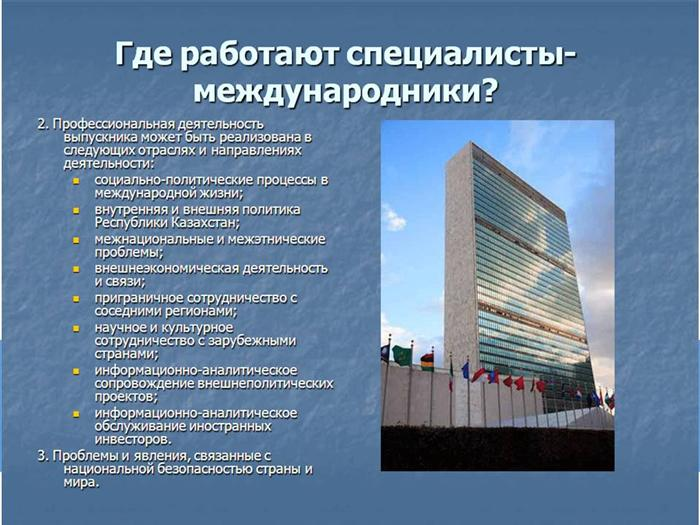 Где работают специалисты-
международники?
2. Профессиональная деятельность
выпускника может быть реализована в
следующих отраслях и направлениях
деятельности:
социально-политические процессы в
международной жизни;
внутренняя и внешняя политика
Республики Казахстан;
межнациональные и межэтнические
проблемы;
внешнеэкономическая деятельность
и связи;
приграничное сотрудничество с
соседними регионами;
научное и культурное
сотрудничество с зарубежными
странами;
информационно-аналитическое
сопровождение внешнеполитических
проектов;
информационно-аналитическое
обслуживание иностранных
инвесторов.
3. Проблемы и явления, связанные с
национальной безопасностью страны и
мира.